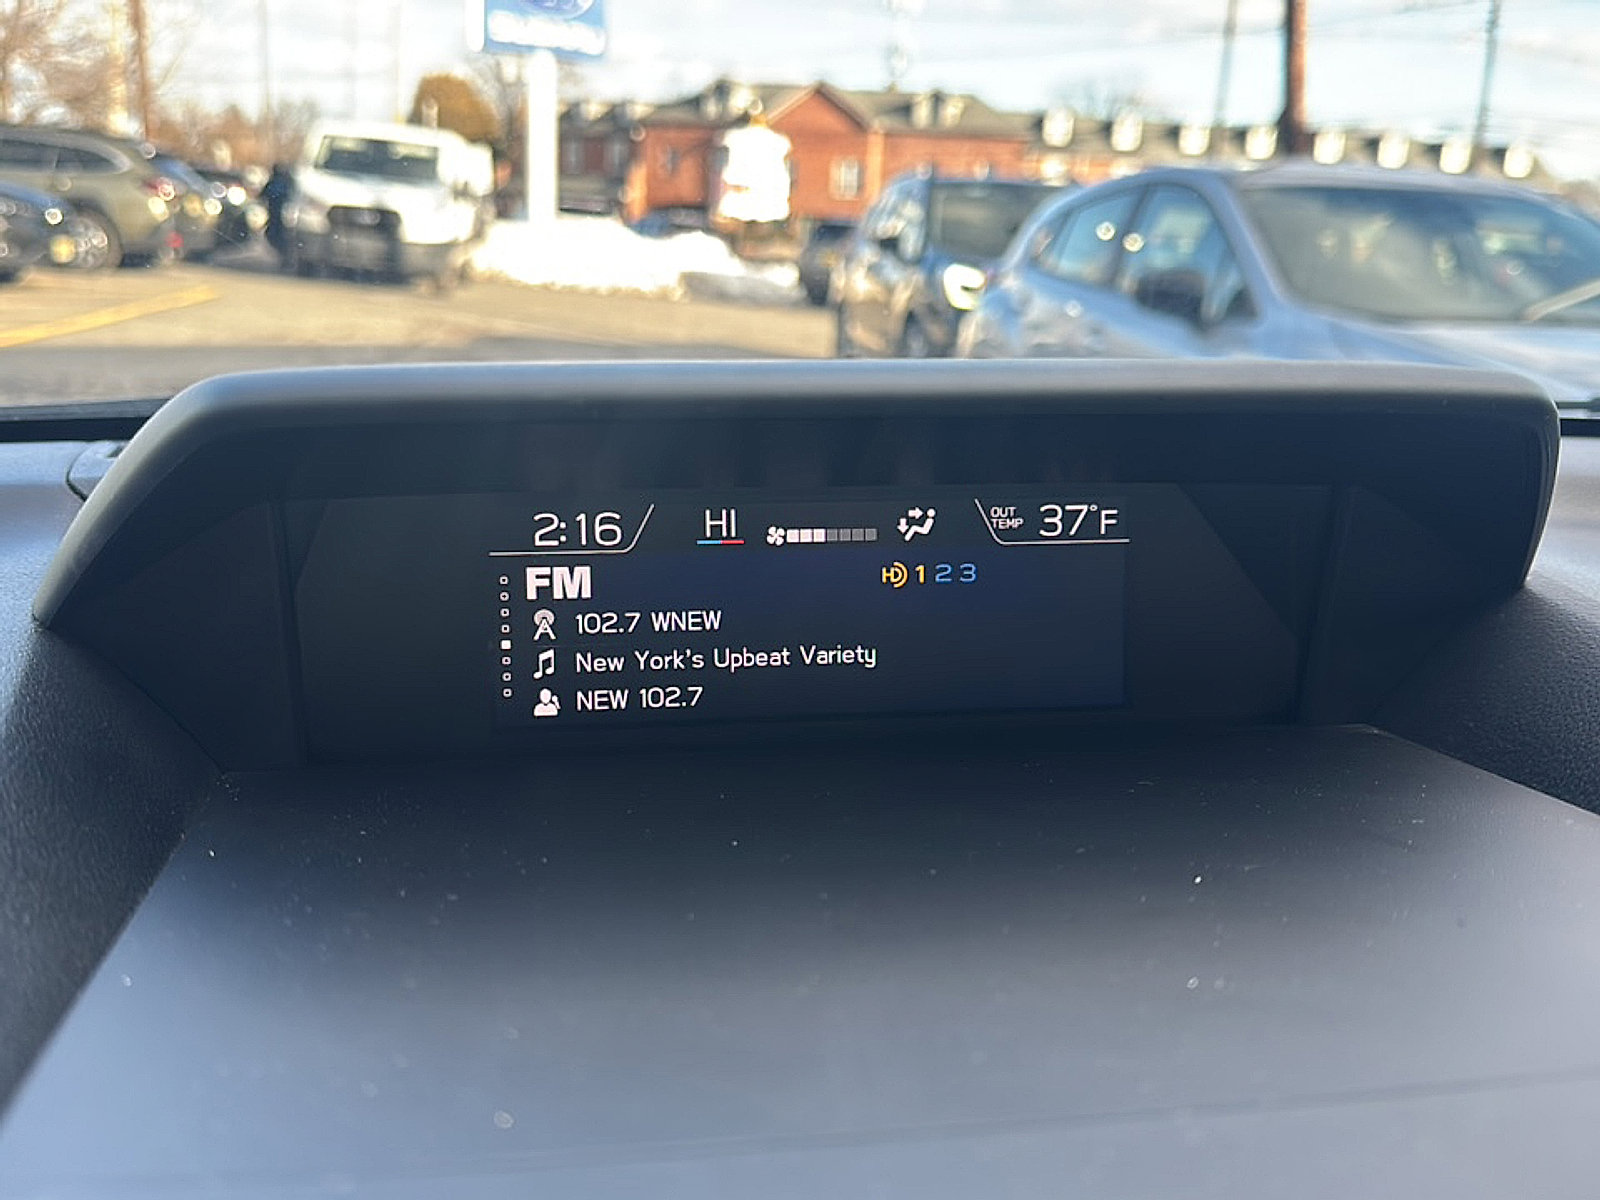 2:16 HI OUT TEMP 37°F
FM HD 1 2 3
102.7 WNEW
New York's Upbeat Variety
NEW 102.7